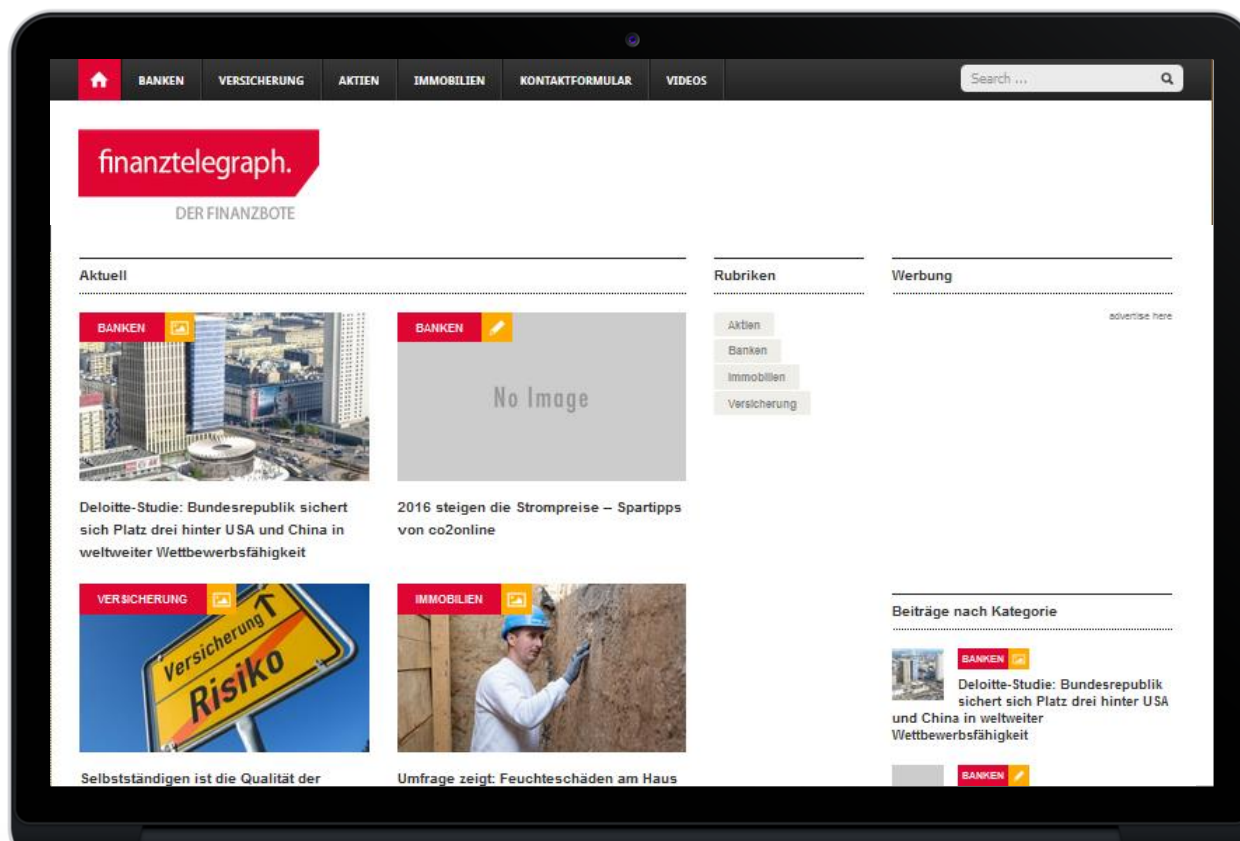 BANKEN VERSICHERUNG AKTIEN IMMOBILIEN KONTAKTFORMULAR VIDEOS Search ...
finanztelegraph.
DER FINANZBOTE
Aktuell
BANKEN
Deloitte-Studie: Bundesrepublik sichert
sich Platz drei hinter USA und China in
weltweiter Wettbewerbsfähigkeit
BANKEN
No Image
2016 steigen die Strompreise – Spartipps
von co2online
VERSICHERUNG
Versicherung
Risiko
Selbstständigen ist die Qualität der
IMMOBILIEN
Umfrage zeigt: Feuchteschäden am Haus
Rubriken
Aktien
Banken
Immobilien
Versicherung
Werbung
advertise here
Beiträge nach Kategorie
BANKEN
Deloitte-Studie: Bundesrepublik
sichert sich Platz drei hinter USA
und China in weltweiter
Wettbewerbsfähigkeit
BANKEN